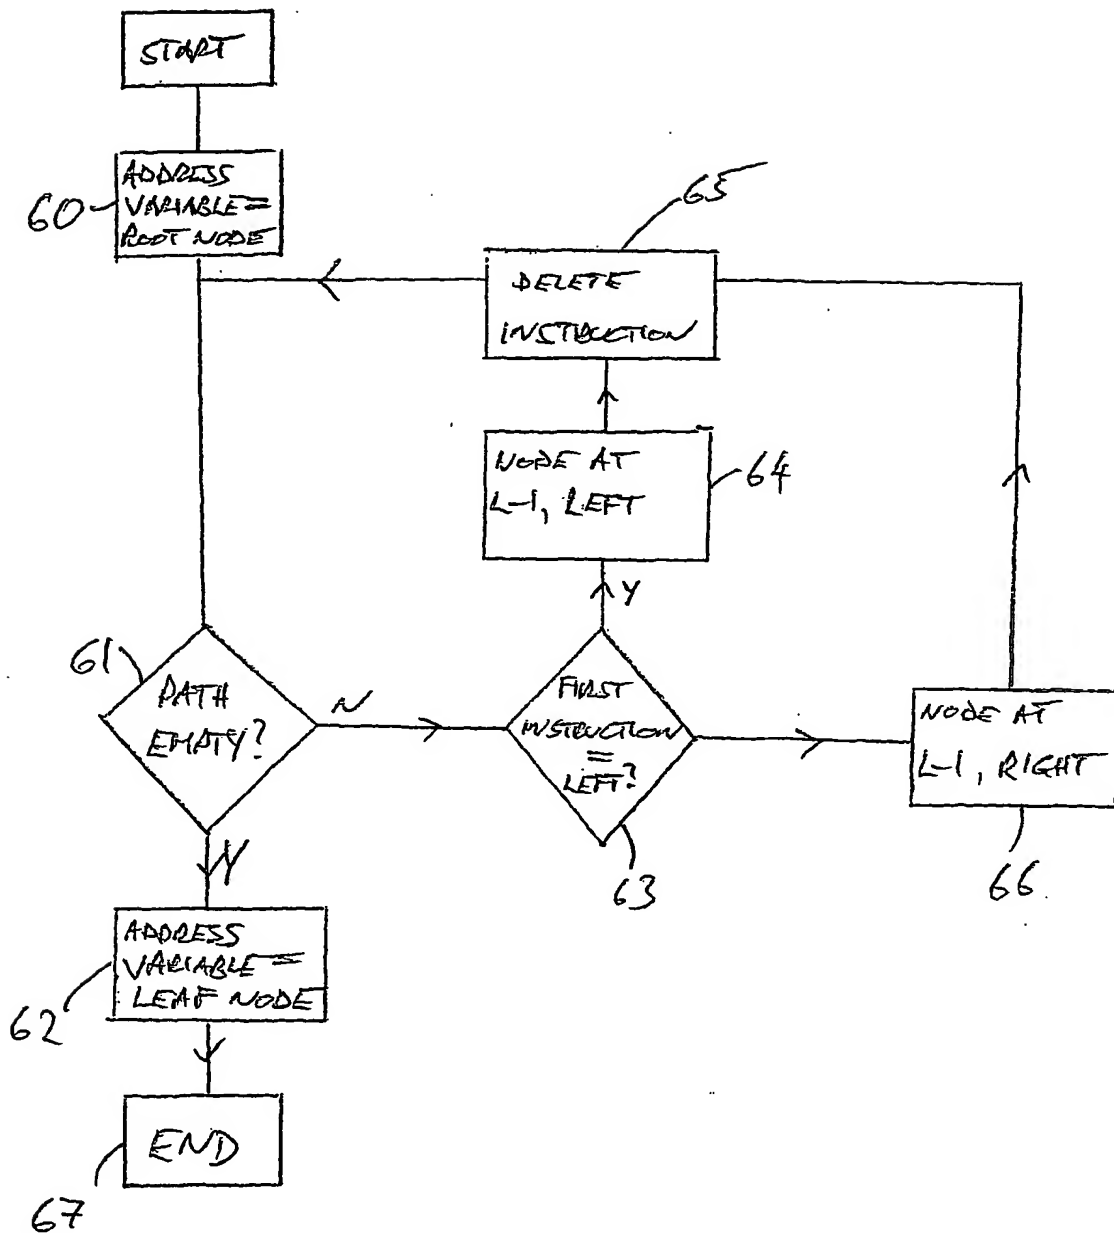 START
60
ADDRESS
VARIABLE=
ROOT NODE
65
DELETE
INSTRUCTION
NODE AT
L-1, LEFT
64
Y
61
PATH
EMPTY?
N
FIRST
INSTRUCTION
=
LEFT?
63
NODE AT
L-1, RIGHT
66
Y
ADDRESS
VARIABLE=
LEAF NODE
62
END
67